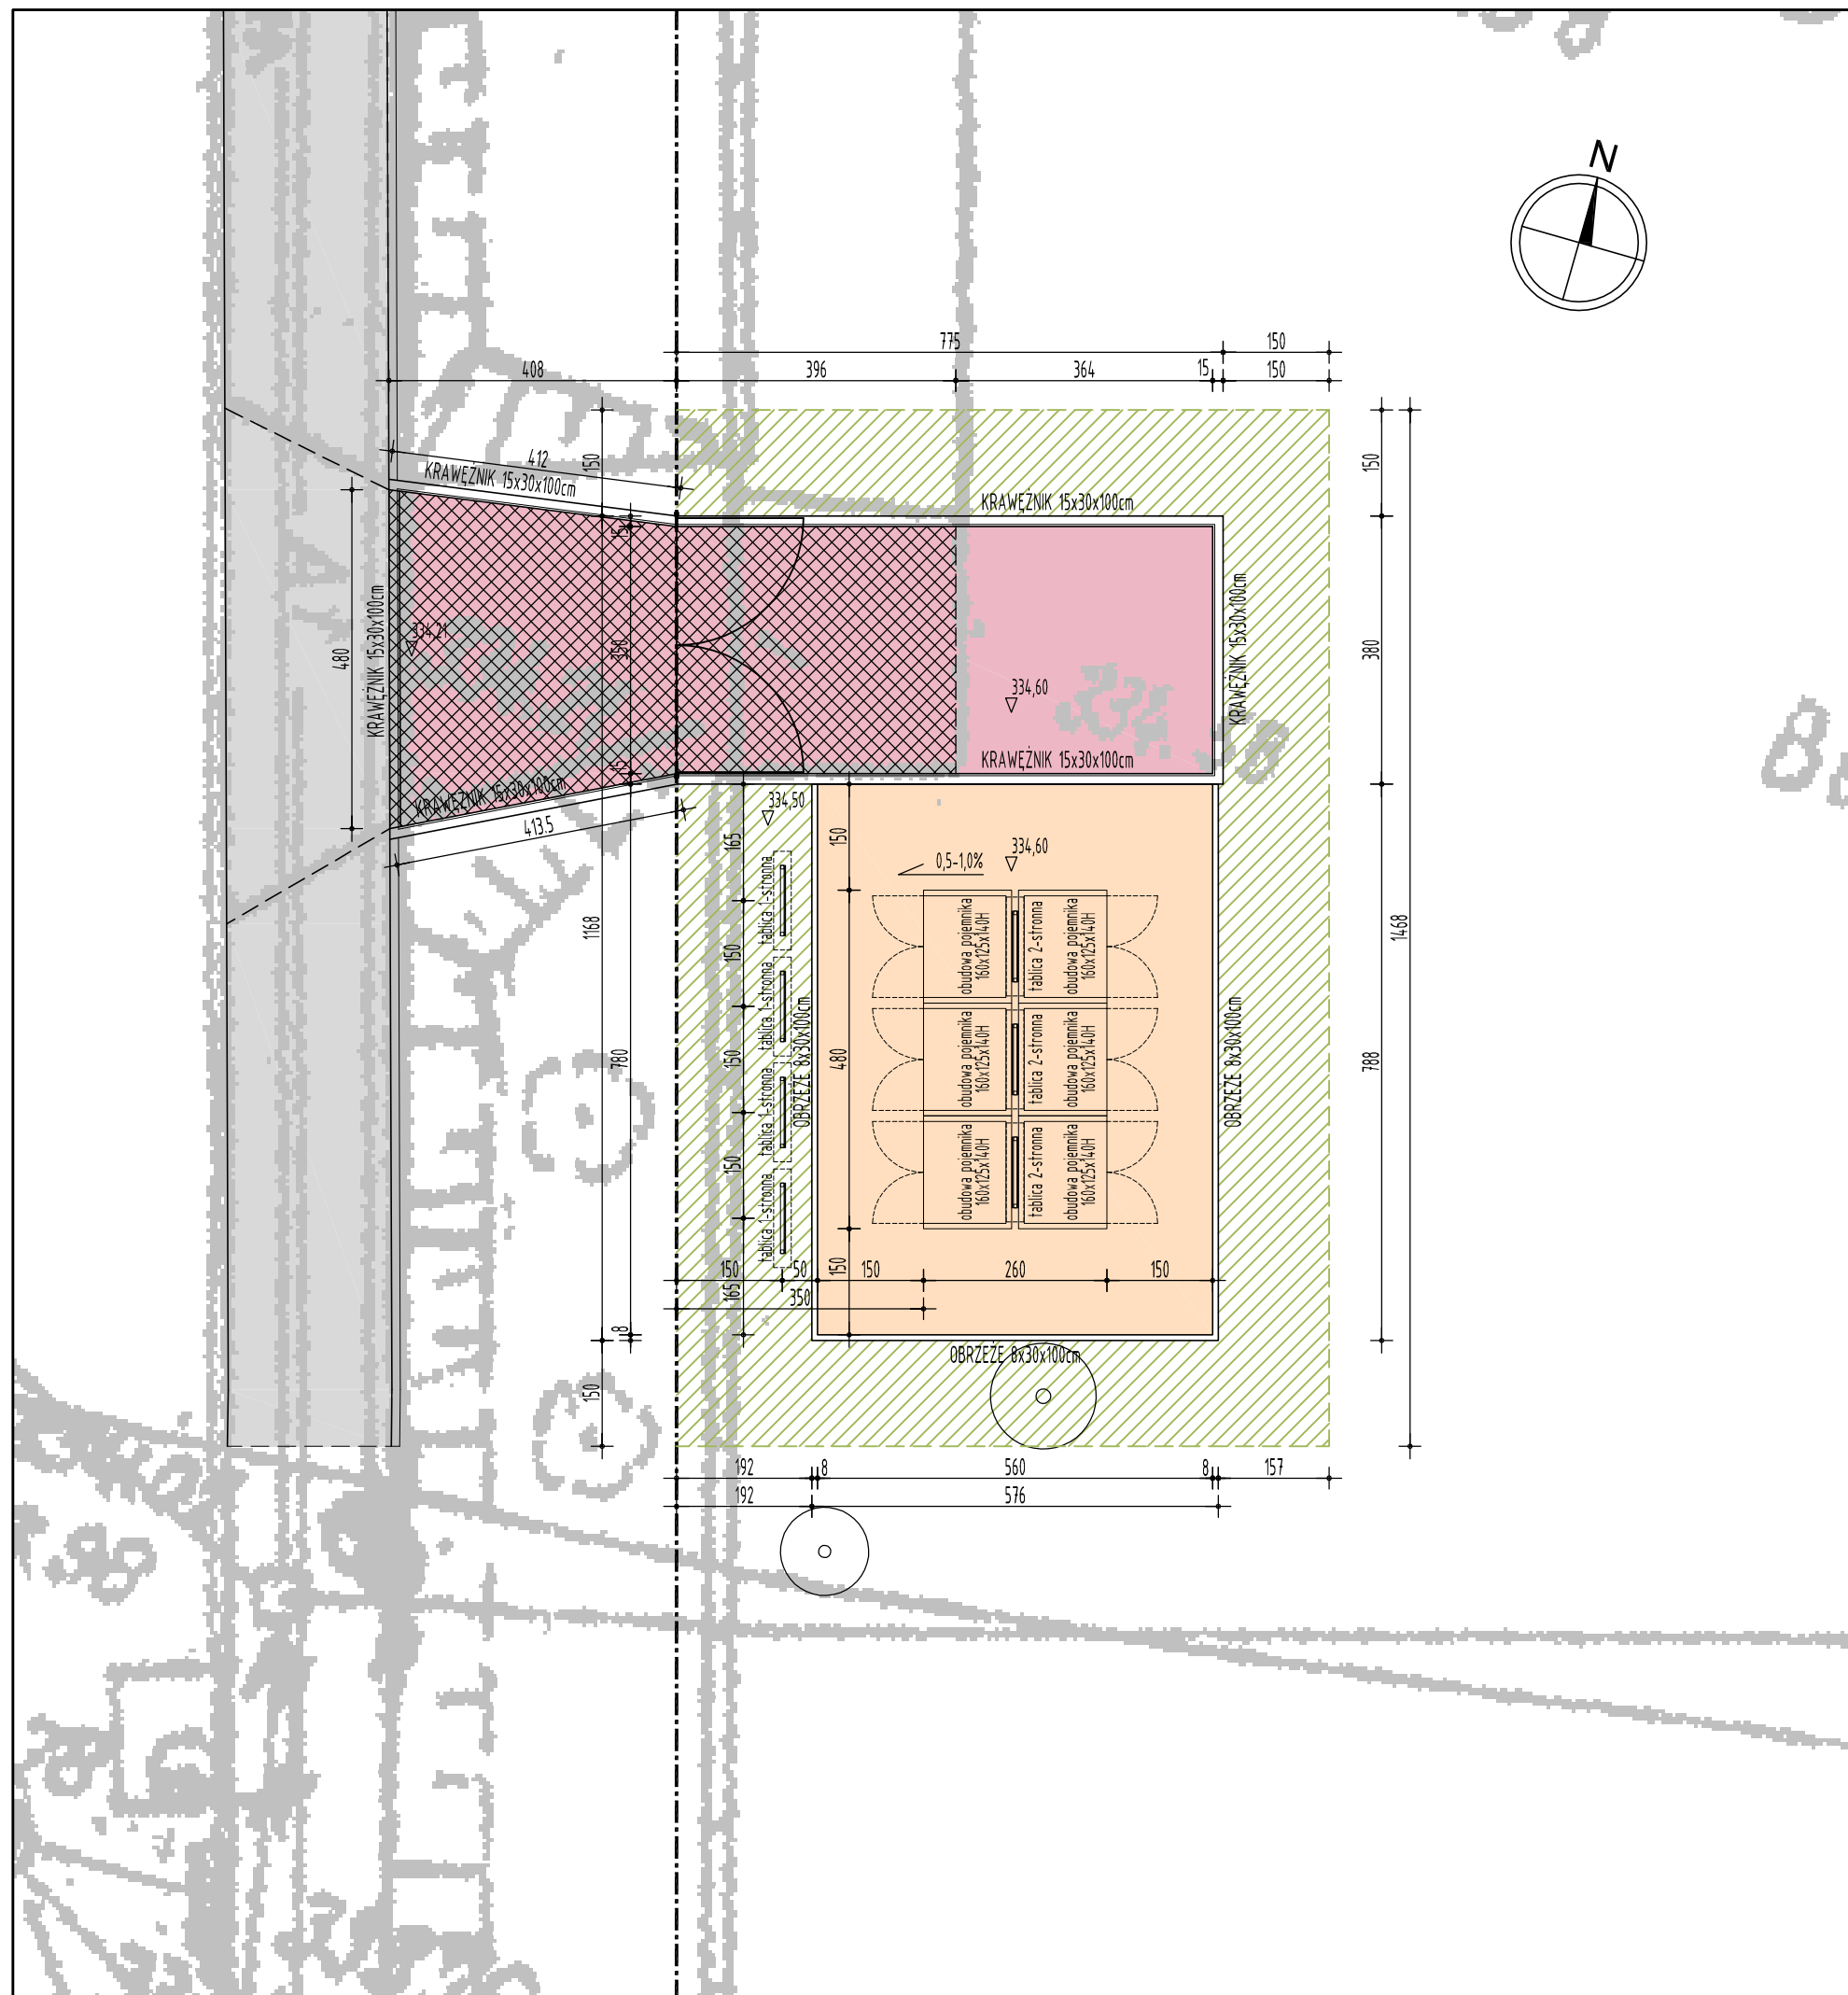 N
775
150
408
396
364
15
150
412
KRAWĘŻNIK 15x30x100cm
150
150
KRAWĘŻNIK 15x30x100cm
15
480
KRAWĘŻNIK 15x30x100cm
334,21
350
334,60
KRAWĘŻNIK 15x30x100cm
380
KRAWĘŻNIK 15x30x100cm
15
KRAWĘŻNIK 15x30x100cm
413.5
334,50
165
150
0,5-1,0%
334,60
tablica 1-stronna
obudowa pojemnika
160x125x140H
tablica 2-stronna
obudowa pojemnika
160x125x140H
1168
150
1468
tablica 1-stronna
OBRZEŻE 8x30x100cm
780
150
480
obudowa pojemnika
160x125x140H
tablica 2-stronna
obudowa pojemnika
160x125x140H
OBRZEŻE 8x30x100cm
788
tablica 1-stronna
150
obudowa pojemnika
160x125x140H
tablica 2-stronna
obudowa pojemnika
160x125x140H
tablica 1-stronna
150
50
150
150
260
150
165
350
8
OBRZEŻE 8x30x100cm
150
192
8
560
8
157
192
576